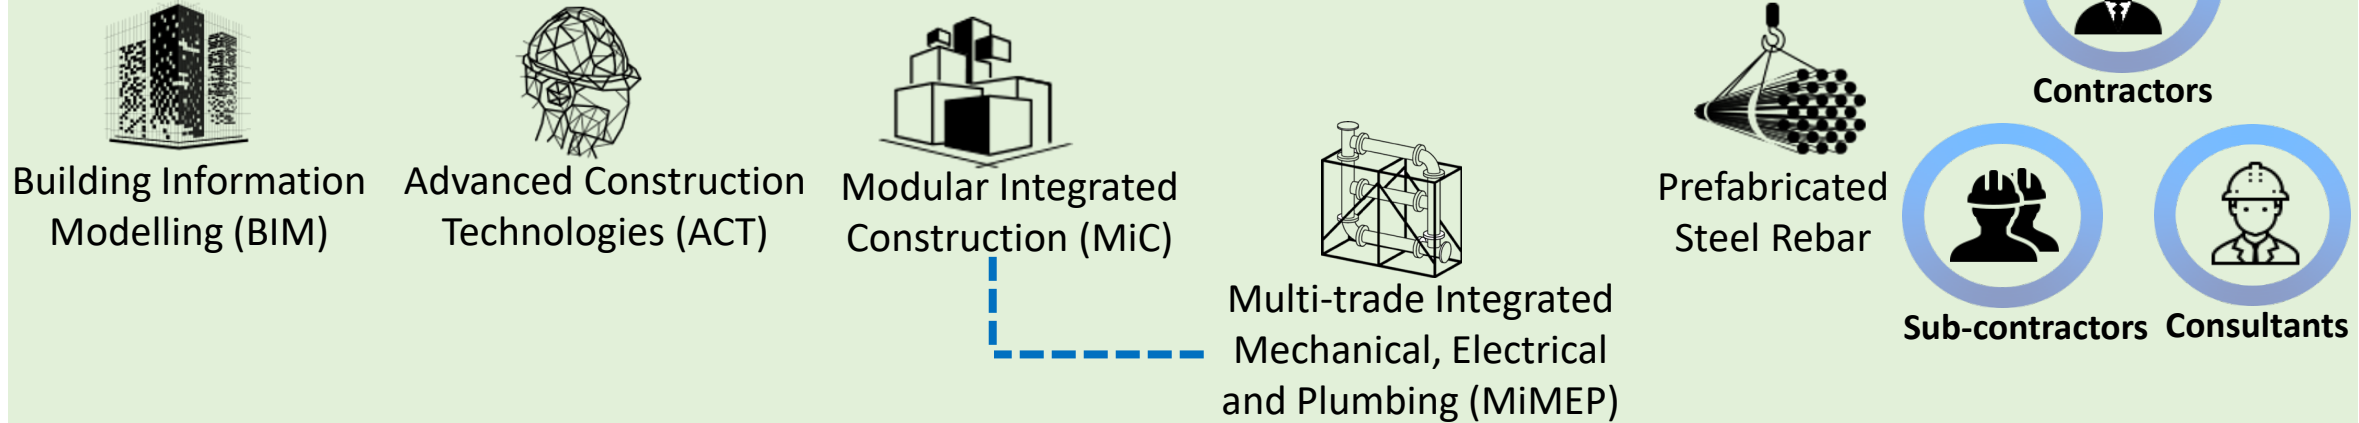 Building Information
Modelling (BIM)
Advanced Construction
Technologies (ACT)
Modular Integrated
Construction (MiC)
Multi-trade Integrated
Mechanical, Electrical
and Plumbing (MiMEP)
Prefabricated
Steel Rebar
Contractors
Sub-contractors
Consultants